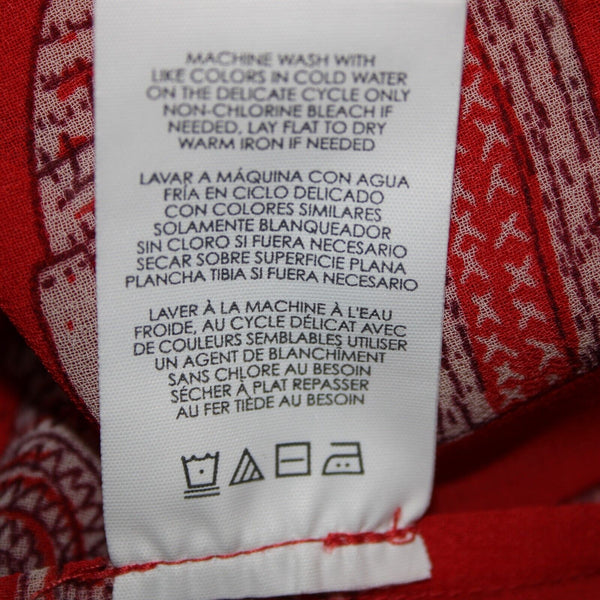 MACHINE WASH WITH
LIKE COLORS IN COLD WATER
ON THE DELICATE CYCLE ONLY
NON-CHLORINE BLEACH IF
NEEDED, LAY FLAT TO DRY
WARM IRON IF NEEDED
LAVAR A MÁQUINA CON AGUA
FRÍA EN CICLO DELICADO
CON COLORES SIMILARES
SOLAMENTE BLANQUEADOR
SIN CLORO SI FUERA NECESARIO
SECAR SOBRE SUPERFICIE PLANA
PLANCHA TIBIA SI FUERA NECESARIO
LAVER À LA MACHINE À L'EAU
FROIDE, AU CYCLE DÉLICAT AVEC
DE COULEURS SEMBLABLES UTILISER
UN AGENT DE BLANCHÍMENT
SANS CHLORE AU BESOIN
SÉCHER À PLAT REPASSER
AU FER TIÈDE AU BESOIN